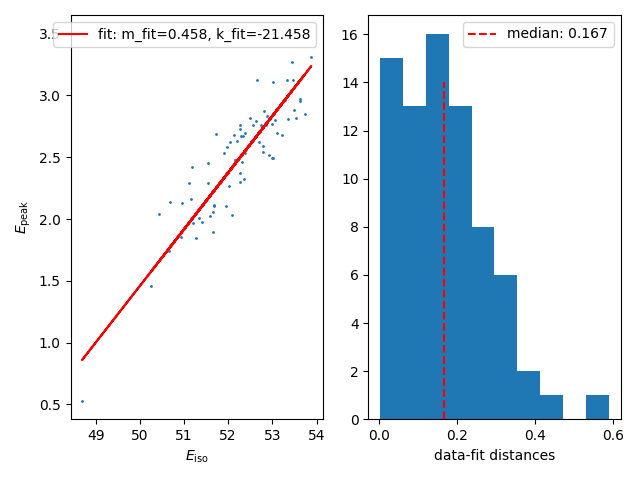 fit: m_fit=0.458, k_fit=-21.458
3.5
3.0
2.5
2.0
1.5
1.0
0.5
E_peak
49 50 51 52 53 54
E_iso
median: 0.167
16
14
12
10
8
6
4
2
0
0.0 0.2 0.4 0.6
data-fit distances